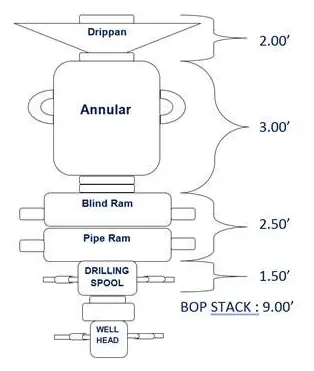 Drippan
2.00’
Annular
3.00’
Blind Ram
2.50’
Pipe Ram
DRILLING
SPOOL
1.50’
BOP STACK : 9.00’
WELL
HEAD